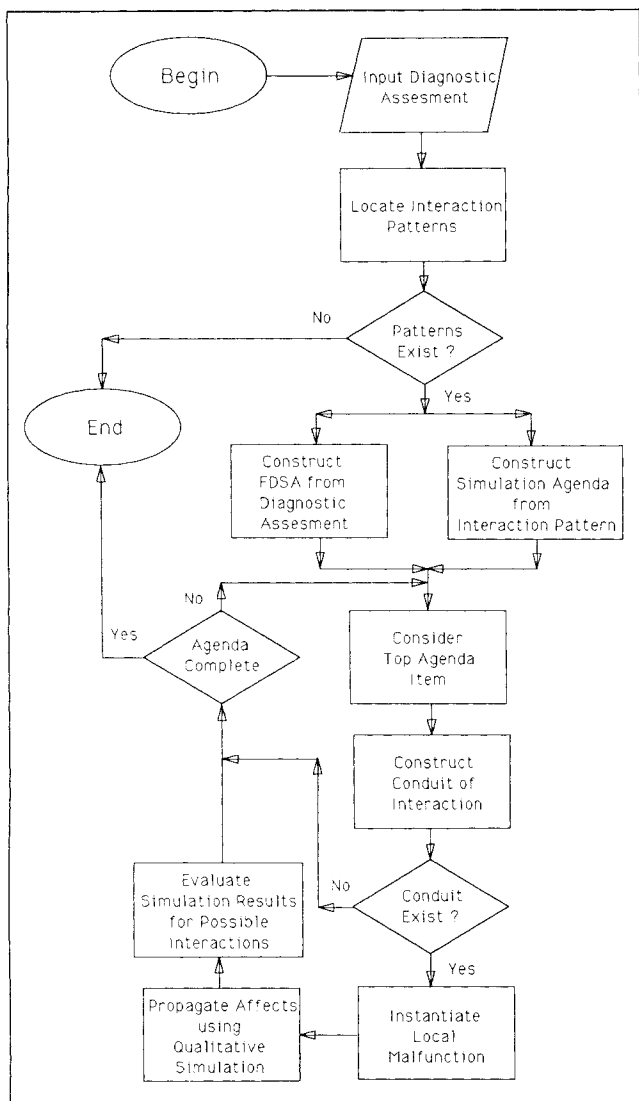 Begin
Input Diagnostic
Assesment
Locate Interaction
Patterns
No
Patterns
Exist ?
Yes
End
Construct
FDSA from
Diagnostic
Assesment
Construct
Simulation Agenda
from
Interaction Pattern
No
Yes
Agenda
Complete
Consider
Top Agenda
Item
Construct
Conduit of
Interaction
Evaluate
Simulation Results
for Possible
Interactions
No
Conduit
Exist ?
Yes
Propagate Affects
using
Qualitative
Simulation
Instantiate
Local
Malfunction